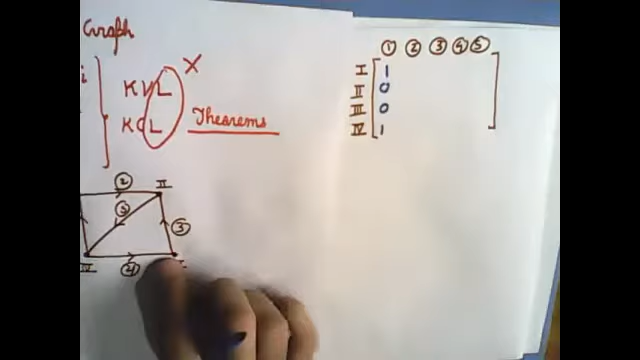 Graph
KVL X
KCL Theorems
① ② ③ ④ ⑤
I 1
II 0
III 0
IV 1
② II
⑤
③
IV ④